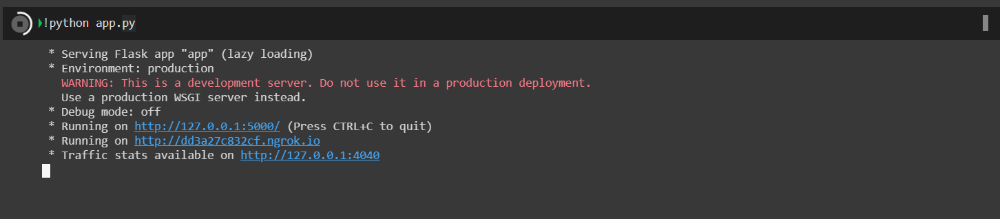 !python app.py
* Serving Flask app "app" (lazy loading)
* Environment: production
WARNING: This is a development server. Do not use it in a production deployment.
Use a production WSGI server instead.
* Debug mode: off
* Running on http://127.0.0.1:5000/ (Press CTRL+C to quit)
* Running on http://dd3a27c832cf.ngrok.io
* Traffic stats available on http://127.0.0.1:4040